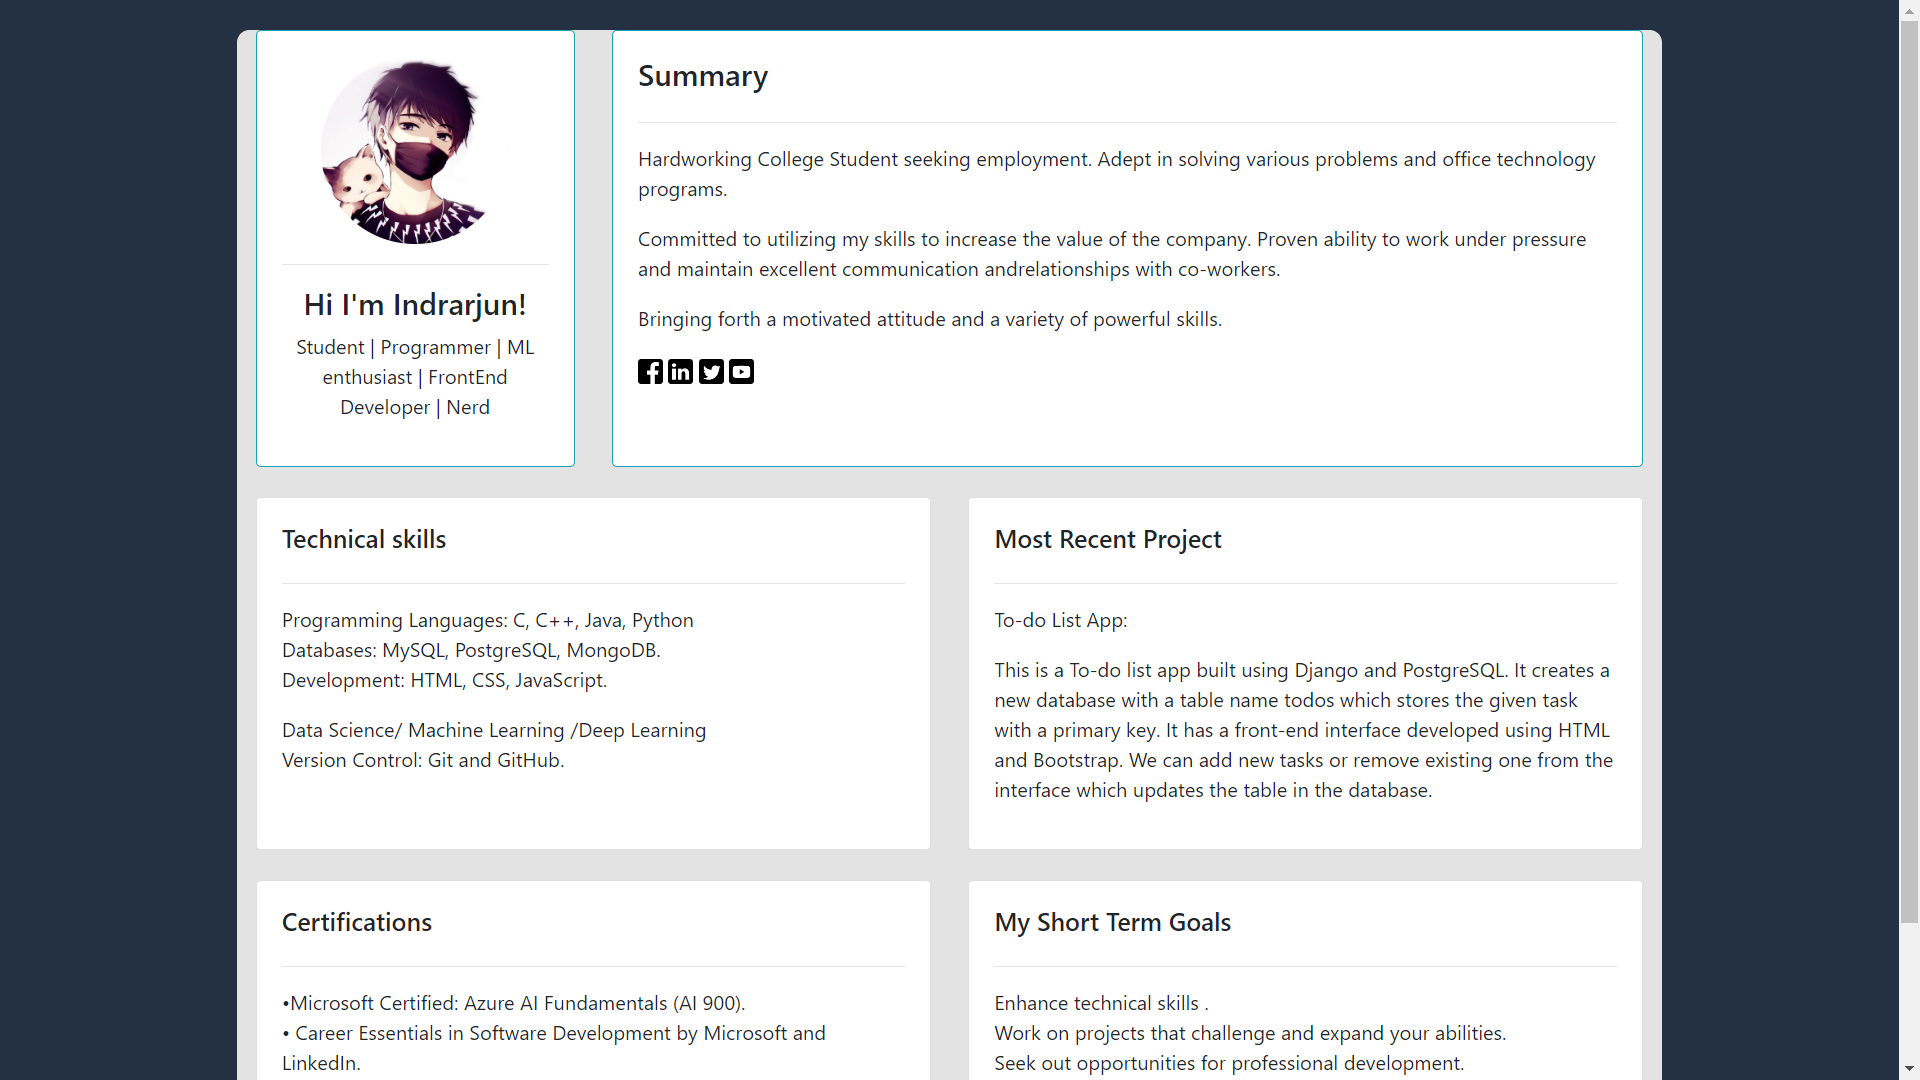 Hi I'm Indrarjun!
Student | Programmer | ML
enthusiast | FrontEnd
Developer | Nerd
Summary
Hardworking College Student seeking employment. Adept in solving various problems and office technology
programs.
Committed to utilizing my skills to increase the value of the company. Proven ability to work under pressure
and maintain excellent communication andrelationships with co-workers.
Bringing forth a motivated attitude and a variety of powerful skills.
Technical skills
Programming Languages: C, C++, Java, Python
Databases: MySQL, PostgreSQL, MongoDB.
Development: HTML, CSS, JavaScript.
Data Science/ Machine Learning /Deep Learning
Version Control: Git and GitHub.
Most Recent Project
To-do List App:
This is a To-do list app built using Django and PostgreSQL. It creates a
new database with a table name todos which stores the given task
with a primary key. It has a front-end interface developed using HTML
and Bootstrap. We can add new tasks or remove existing one from the
interface which updates the table in the database.
Certifications
•Microsoft Certified: Azure AI Fundamentals (AI 900).
• Career Essentials in Software Development by Microsoft and
LinkedIn.
My Short Term Goals
Enhance technical skills .
Work on projects that challenge and expand your abilities.
Seek out opportunities for professional development.